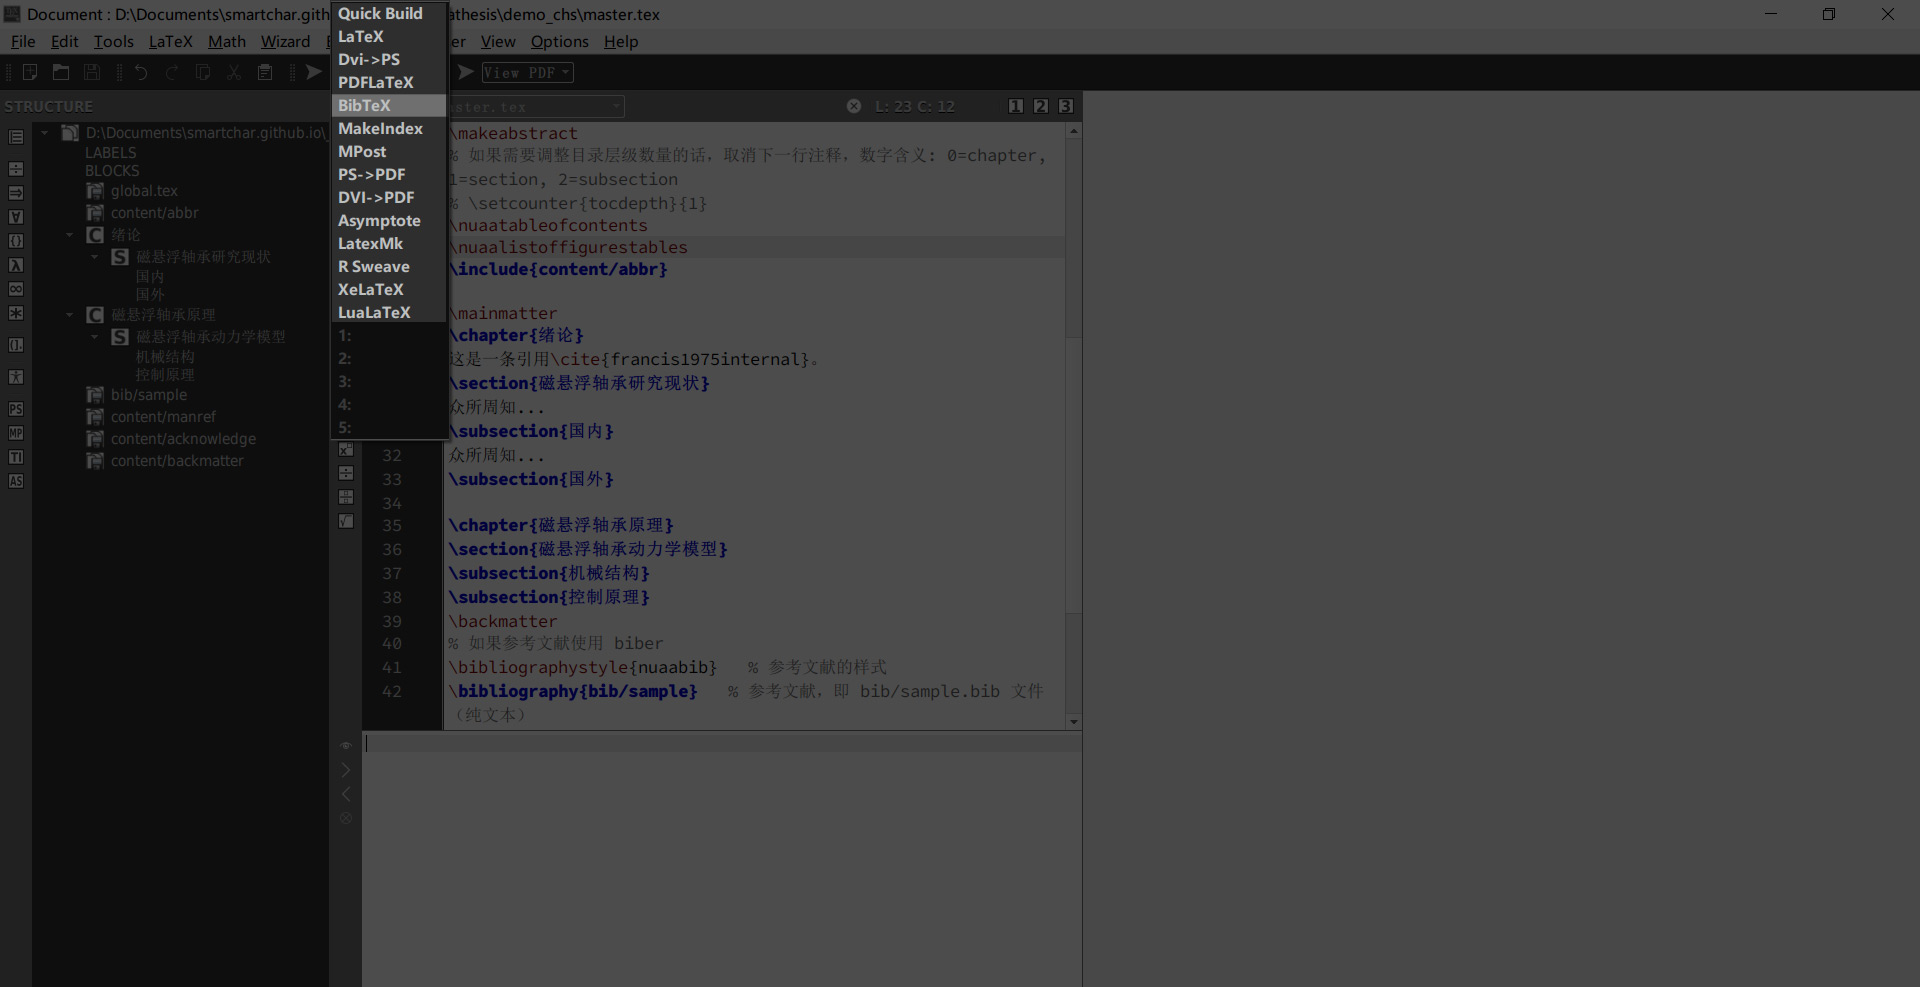 Document : D:\Documents\smartchar.gith
athesis\demo_chs\master.tex
File Edit Tools LaTeX Math Wizard
er View Options Help
View PDF
STRUCTURE
D:\Documents\smartchar.github.io\
LABELS
BLOCKS
global.tex
content/abbr
C 绪论
S 磁悬浮轴承研究现状
国内
国外
C 磁悬浮轴承原理
S 磁悬浮轴承动力学模型
机械结构
控制原理
bib/sample
content/manref
content/acknowledge
content/backmatter
PS
MP
TI
AS
Quick Build
LaTeX
Dvi->PS
PDFLaTeX
BibTeX
MakeIndex
MPost
PS->PDF
DVI->PDF
Asymptote
LatexMk
R Sweave
XeLaTeX
LuaLaTeX
1:
2:
3:
4:
5:
ster.tex
L: 23 C: 12
1 2 3
\makeabstract
% 如果需要调整目录层级数量的话，取消下一行注释，数字含义: 0=chapter,
1=section, 2=subsection
% \setcounter{tocdepth}{1}
\nuaatableofcontents
\nuaalistoffigurestables
\include{content/abbr}
\mainmatter
\chapter{绪论}
这是一条引用\cite{francis1975internal}。
\section{磁悬浮轴承研究现状}
众所周知...
\subsection{国内}
32 众所周知...
33 \subsection{国外}
34
35 \chapter{磁悬浮轴承原理}
36 \section{磁悬浮轴承动力学模型}
37 \subsection{机械结构}
38 \subsection{控制原理}
39 \backmatter
40 % 如果参考文献使用 biber
41 \bibliographystyle{nuaabib} % 参考文献的样式
42 \bibliography{bib/sample} % 参考文献，即 bib/sample.bib 文件
（纯文本）